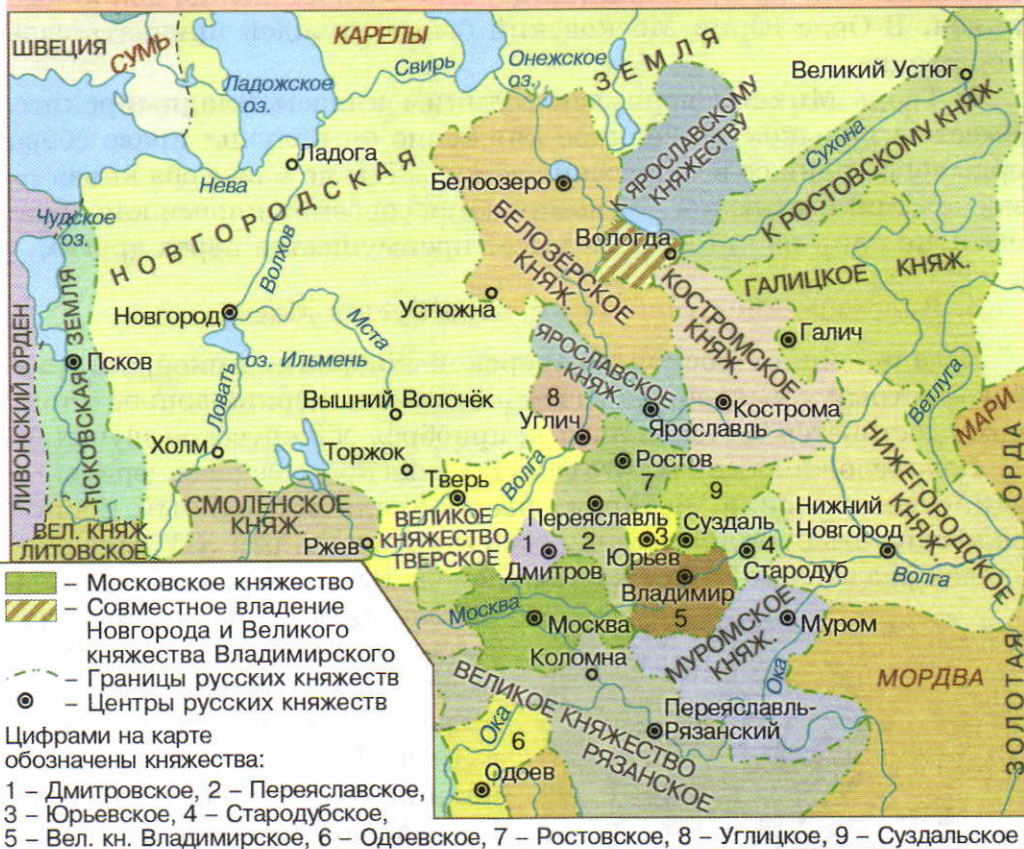 ШВЕЦИЯ
СУМЬ
КАРЕЛЫ
Ладожское
оз.
Свирь
Онежское
оз.
ЗЕМЛЯ
Великий Устюг
К ЯРОСЛАВСКОМУ
КНЯЖЕСТВУ
Сухона
К РОСТОВСКОМУ КНЯЖ.
Ладога
Нева
Белоозеро
Чудское
оз.
НОВГОРОДСКАЯ
Волхов
БЕЛОЗЁРСКОЕ
КНЯЖ.
Вологда
ГАЛИЦКОЕ КНЯЖ.
КОСТРОМСКОЕ
КНЯЖ.
Новгород
Устюжна
Мста
Галич
ЛИВОНСКИЙ ОРДЕН
ПСКОВСКАЯ ЗЕМЛЯ
Псков
оз. Ильмень
ЯРОСЛАВСКОЕ
КНЯЖ.
Ловать
Вышний Волочёк
8
Углич
Кострома
Ярославль
Ветлуга
МАРИ
Холм
Торжок
Ростов
7
9
НИЖЕГОРОДСКОЕ
КНЯЖ.
ЗОЛОТАЯ ОРДА
СМОЛЕНСКОЕ
КНЯЖ.
Тверь
Волга
ВЕЛИКОЕ
КНЯЖЕСТВО
ТВЕРСКОЕ
Переяславль
2
3
Суздаль
Нижний
Новгород
ВЕЛ. КНЯЖ.
ЛИТОВСКОЕ
Ржев
1
Дмитров
Юрьев
4
Стародуб
Волга
Владимир
5
Москва
Москва
МУРОМСКОЕ
КНЯЖ.
Муром
Коломна
Ока
МОРДВА
ВЕЛИКОЕ КНЯЖЕСТВО
РЯЗАНСКОЕ
Переяславль-
Рязанский
Ока
6
Одоев
– Московское княжество
– Совместное владение
Новгорода и Великого
княжества Владимирского
– Границы русских княжеств
– Центры русских княжеств
Цифрами на карте
обозначены княжества:
1 – Дмитровское, 2 – Переяславское,
3 – Юрьевское, 4 – Стародубское,
5 – Вел. кн. Владимирское, 6 – Одоевское, 7 – Ростовское, 8 – Углицкое, 9 – Суздальское